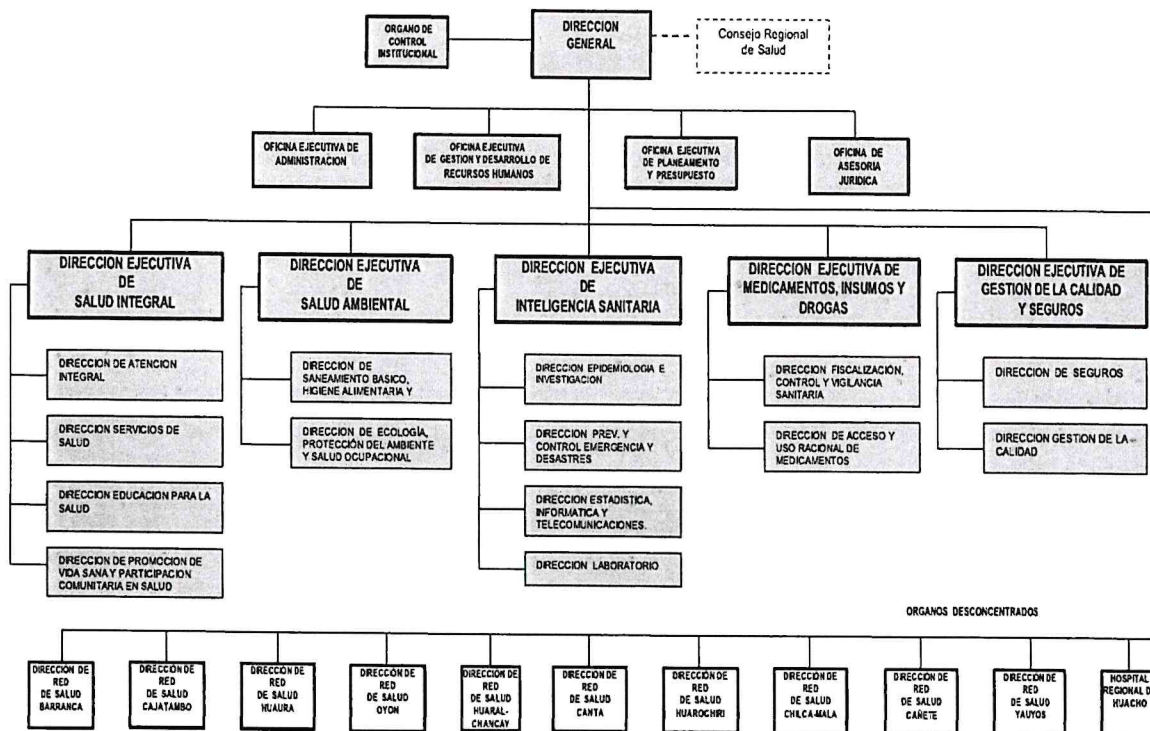 ORGANO DE
CONTROL
INSTITUCIONAL
DIRECCION
GENERAL
Consejo Regional
de Salud
OFICINA EJECUTIVA DE
ADMINISTRACION
OFICINA EJECUTIVA
DE GESTION Y DESARROLLO DE
RECURSOS HUMANOS
OFICINA EJECUTIVA
DE PLANEAMIENTO
Y PRESUPUESTO
OFICINA DE
ASESORIA
JURIDICA
DIRECCION EJECUTIVA
DE
SALUD INTEGRAL
DIRECCION EJECUTIVA
DE
SALUD AMBIENTAL
DIRECCION EJECUTIVA
DE
INTELIGENCIA SANITARIA
DIRECCION EJECUTIVA DE
MEDICAMENTOS, INSUMOS Y
DROGAS
DIRECCION EJECUTIVA DE
GESTION DE LA CALIDAD
Y SEGUROS
DIRECCION DE ATENCION
INTEGRAL
DIRECCION SERVICIOS DE
SALUD
DIRECCION EDUCACION PARA LA
SALUD
DIRECCION DE PROMOCION DE
VIDA SANA Y PARTICIPACION
COMUNITARIA EN SALUD
DIRECCION DE
SANEAMIENTO BASICO,
HIGIENE ALIMENTARIA Y
DIRECCION DE ECOLOGÍA,
PROTECCIÓN DEL AMBIENTE
Y SALUD OCUPACIONAL
DIRECCION EPIDEMIOLOGIA E
INVESTIGACION
DIRECCION PREV. Y
CONTROL EMERGENCIA Y
DESASTRES
DIRECCION ESTADISTICA,
INFORMATICA Y
TELECOMUNICACIONES.
DIRECCION LABORATORIO
DIRECCION FISCALIZACIÓN,
CONTROL Y VIGILANCIA
SANITARIA
DIRECCION DE ACCESO Y
USO RACIONAL DE
MEDICAMENTOS
DIRECCION DE SEGUROS
DIRECCION GESTION DE LA
CALIDAD
ORGANOS DESCONCENTRADOS
DIRECCION DE
RED
DE SALUD
BARRANCA
DIRECCION DE
RED
DE SALUD
CAJATAMBO
DIRECCION DE
RED
DE SALUD
HUAURA
DIRECCION DE
RED
DE SALUD
OYON
DIRECCION DE
RED
DE SALUD
HUARAL-
CHANCAY
DIRECCION DE
RED
DE SALUD
CANTA
DIRECCION DE
RED
DE SALUD
HUAROCHIRI
DIRECCION DE
RED
DE SALUD
CHILCA-MALA
DIRECCION DE
RED
DE SALUD
CAÑETE
DIRECCION DE
RED
DE SALUD
YAUYOS
HOSPITAL
REGIONAL D
HUACHO